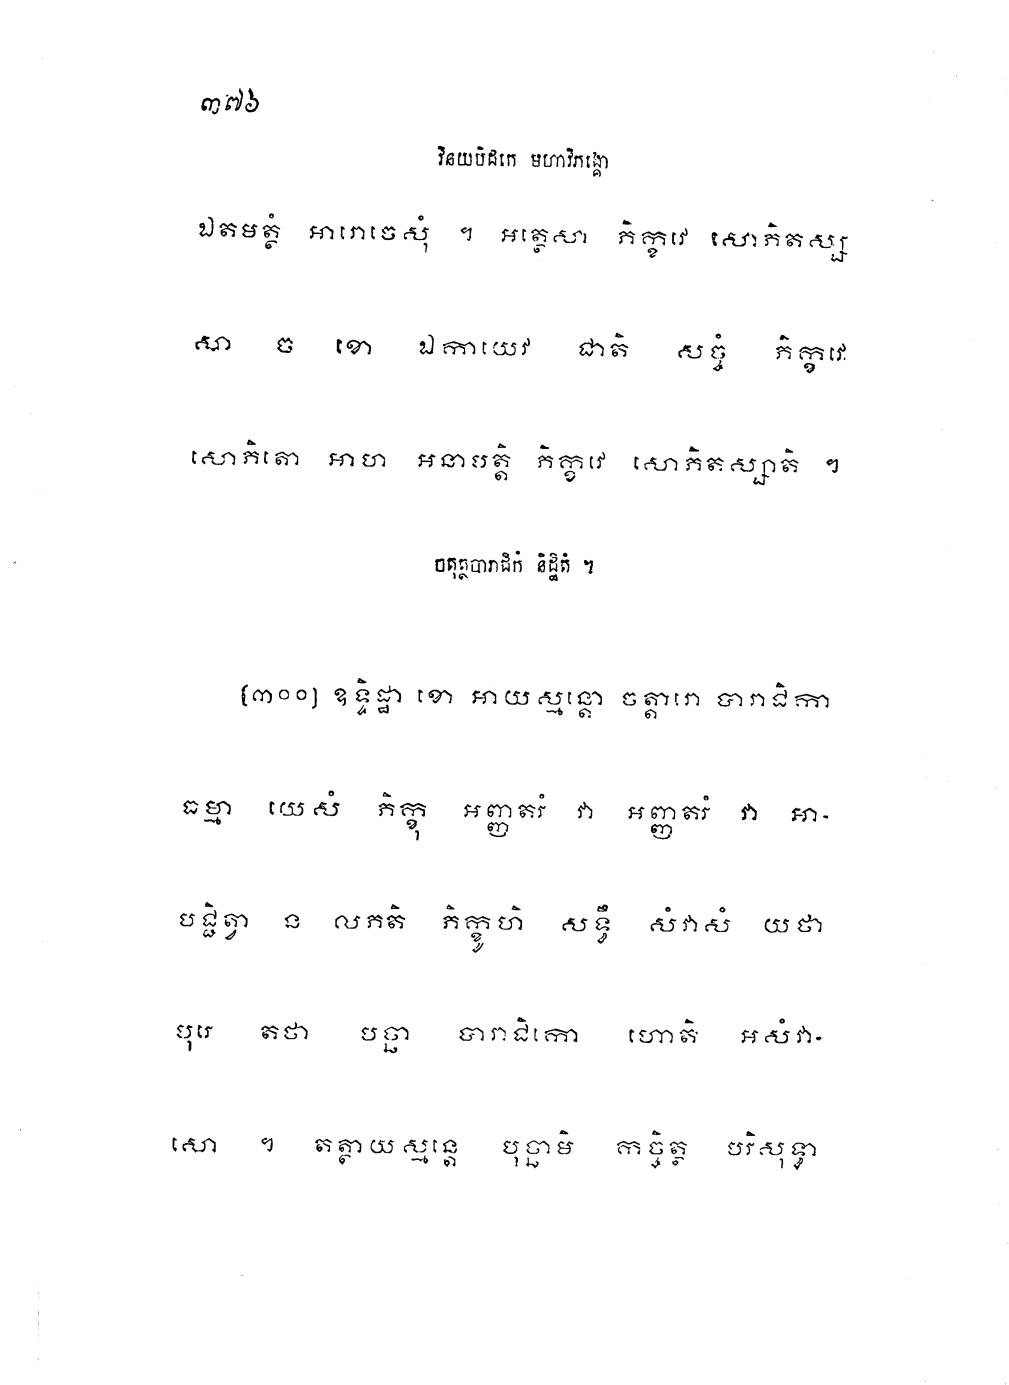 ៣៧៦
វិនយបិដកេ មហាវិភង្គោ
ឯតមត្ថំ អារោចេសុំ ។ អត្ថេសា ភិក្ខវេ សោភិតស្ស
សា ច ខោ ឯកាយេវ ជាតិ សច្ចំ ភិក្ខវេ
សោភិតោ អាហ អនាបត្តិ ភិក្ខវេ សោភិតស្សាតិ ។
ចតុត្ថបារាជិកំ និដ្ឋិតំ ។
[៣០០] ឧទ្ទិដ្ឋា ខោ អាយស្មន្តោ ចត្តារោ បារាជិកា
ធម្មា យេសំ ភិក្ខុ អញ្ញតរំ វា អញ្ញតរំ វា អា-
បជ្ជិត្វា ន លភតិ ភិក្ខូហិ សទ្ធឹ សំវាសំ យថា
បុរេ តថា បច្ឆា បារាជិកោ ហោតិ អសំវា-
សោ ។ តត្ថាយស្មន្តេ បុច្ឆាមិ កច្ចិត្ថ បរិសុទ្ធា